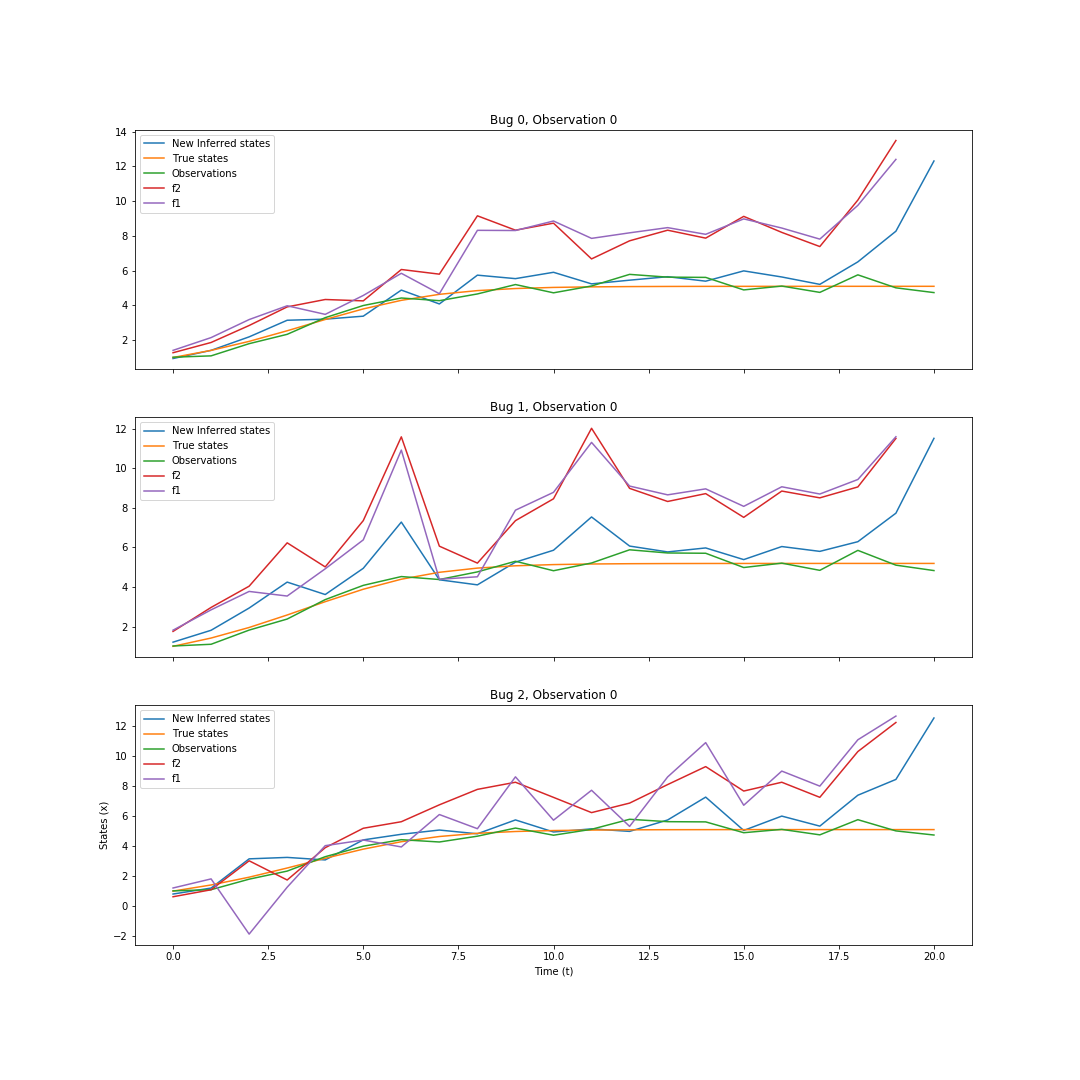 Bug 0, Observation 0
14
12
10
8
6
4
2
New Inferred states
True states
Observations
f2
f1
Bug 1, Observation 0
12
10
8
6
4
2
New Inferred states
True states
Observations
f2
f1
Bug 2, Observation 0
States (x)
12
10
8
6
4
2
0
−2
New Inferred states
True states
Observations
f2
f1
0.0 2.5 5.0 7.5 10.0 12.5 15.0 17.5 20.0
Time (t)